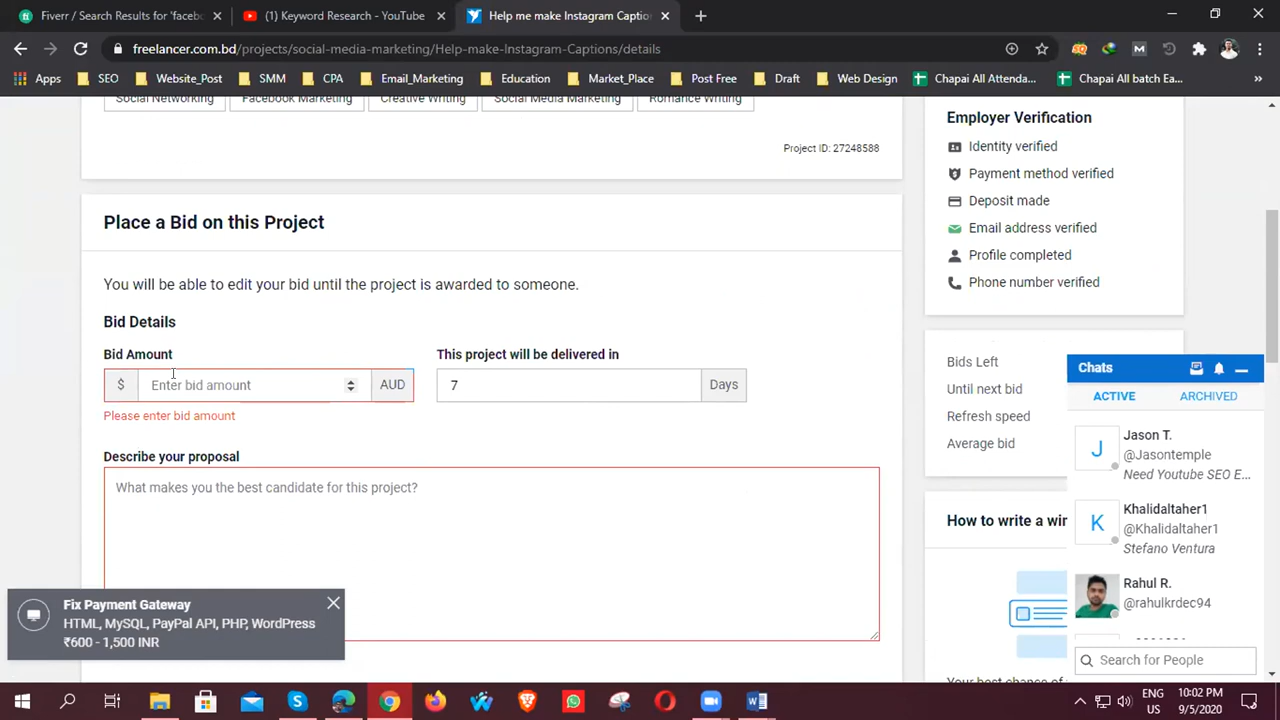 Fiverr / Search Results for 'facebo
(1) Keyword Research - YouTube
Help me make Instagram Caption
freelancer.com.bd/projects/social-media-marketing/Help-make-Instagram-Captions/details
Apps
SEO
Website_Post
SMM
CPA
Email_Marketing
Education
Market_Place
Post Free
Draft
Web Design
Chapai All Attenda...
Chapai All batch Ea...
Social Networking
Facebook Marketing
Creative Writing
Social Media Marketing
Romance Writing
Project ID: 27248588
Place a Bid on this Project
You will be able to edit your bid until the project is awarded to someone.
Bid Details
Bid Amount
This project will be delivered in
$ Enter bid amount AUD
7 Days
Please enter bid amount
Describe your proposal
What makes you the best candidate for this project?
Fix Payment Gateway
HTML, MySQL, PayPal API, PHP, WordPress
₹600 - 1,500 INR
Employer Verification
Identity verified
Payment method verified
Deposit made
Email address verified
Profile completed
Phone number verified
Bids Left
Until next bid
Refresh speed
Average bid
How to write a wir
Chats
ACTIVE
ARCHIVED
J
Jason T.
@Jasontemple
Need Youtube SEO E...
K
Khalidaltaher1
@Khalidaltaher1
Stefano Ventura
Rahul R.
@rahulkrdec94
Search for People
ENG
US
10:02 PM
9/5/2020